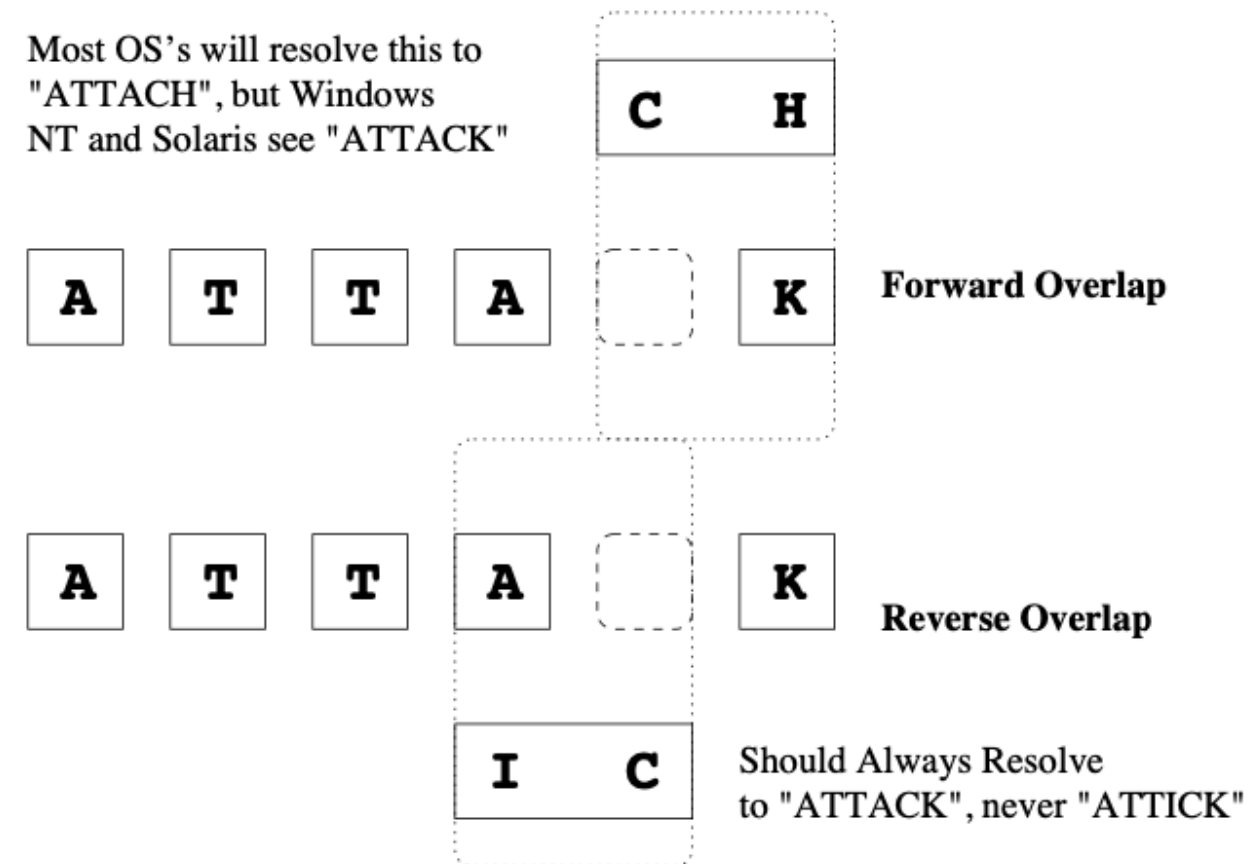 Most OS’s will resolve this to
"ATTACH", but Windows
NT and Solaris see "ATTACK"
C H
A T T A K
Forward Overlap
A T T A K
Reverse Overlap
I C
Should Always Resolve
to "ATTACK", never "ATTICK"